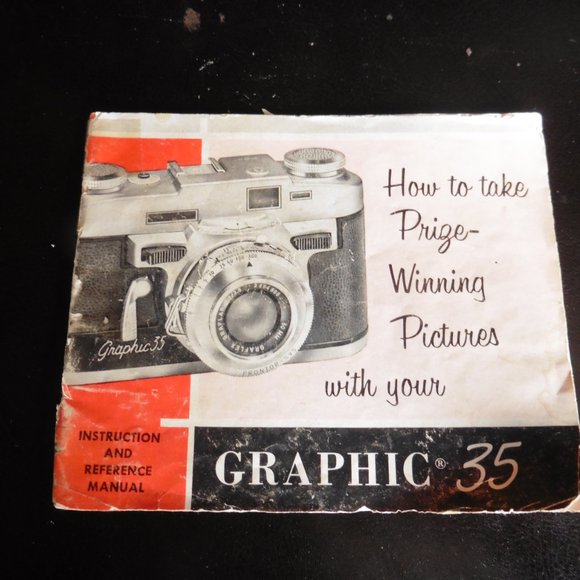 How to take
Prize-
Winning
Pictures
with your
Graphic 35
INSTRUCTION
AND
REFERENCE
MANUAL
GRAPHIC® 35